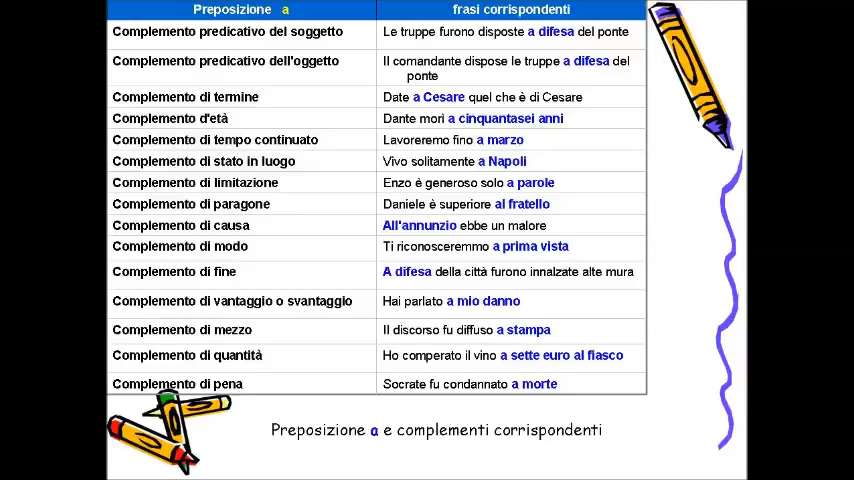 Preposizione a frasi corrispondenti
Complemento predicativo del soggetto Le truppe furono disposte a difesa del ponte
Complemento predicativo dell'oggetto Il comandante dispose le truppe a difesa del
ponte
Complemento di termine Date a Cesare quel che è di Cesare
Complemento d'età Dante morì a cinquantasei anni
Complemento di tempo continuato Lavoreremo fino a marzo
Complemento di stato in luogo Vivo solitamente a Napoli
Complemento di limitazione Enzo è generoso solo a parole
Complemento di paragone Daniele è superiore al fratello
Complemento di causa All'annunzio ebbe un malore
Complemento di modo Ti riconosceremmo a prima vista
Complemento di fine A difesa della città furono innalzate alte mura
Complemento di vantaggio o svantaggio Hai parlato a mio danno
Complemento di mezzo Il discorso fu diffuso a stampa
Complemento di quantità Ho comperato il vino a sette euro al fiasco
Complemento di pena Socrate fu condannato a morte
Preposizione a e complementi corrispondenti